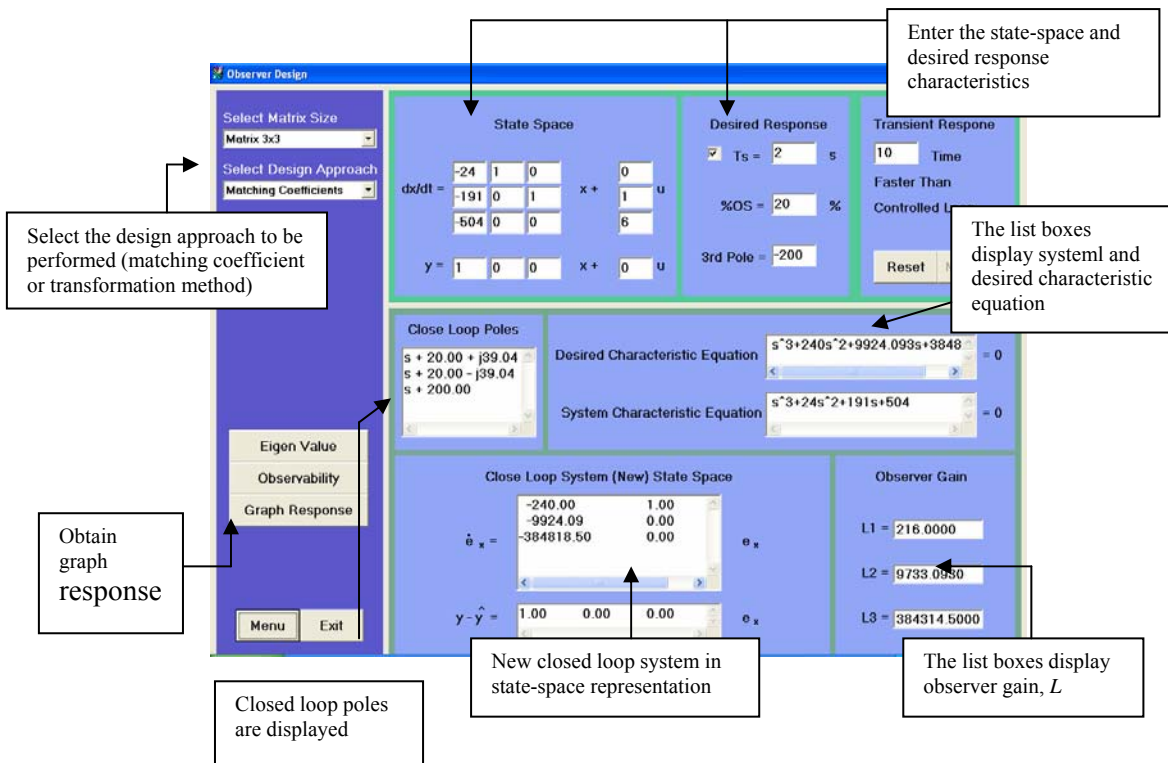 Enter the state-space and
desired response
characteristics
Observer Design
Select Matrix Size
Matrix 3x3
Select Design Approach
Matching Coefficients
Select the design approach to be
performed (matching coefficient
or transformation method)
State Space
dx/dt =
-24 1 0
-191 0 1
-504 0 0
x +
0
1
6
u
y = 1 0 0 x + 0 u
Desired Response
Ts = 2 s
%OS = 20 %
3rd Pole = -200
Transient Respone
10 Time
Faster Than
Controlled
Reset
The list boxes
display systeml and
desired characteristic
equation
Close Loop Poles
s + 20.00 + j39.04
s + 20.00 - j39.04
s + 200.00
Desired Characteristic Equation s^3+240s^2+9924.093s+3848 = 0
System Characteristic Equation s^3+24s^2+191s+504 = 0
Eigen Value
Observability
Graph Response
Obtain
graph
response
Menu Exit
Close Loop System (New) State Space
ė x =
-240.00 1.00
-9924.09 0.00
-384818.50 0.00
e x
y - ŷ = 1.00 0.00 0.00 e x
Observer Gain
L1 = 216.0000
L2 = 9733.0930
L3 = 384314.5000
Closed loop poles
are displayed
New closed loop system in
state-space representation
The list boxes display
observer gain, L